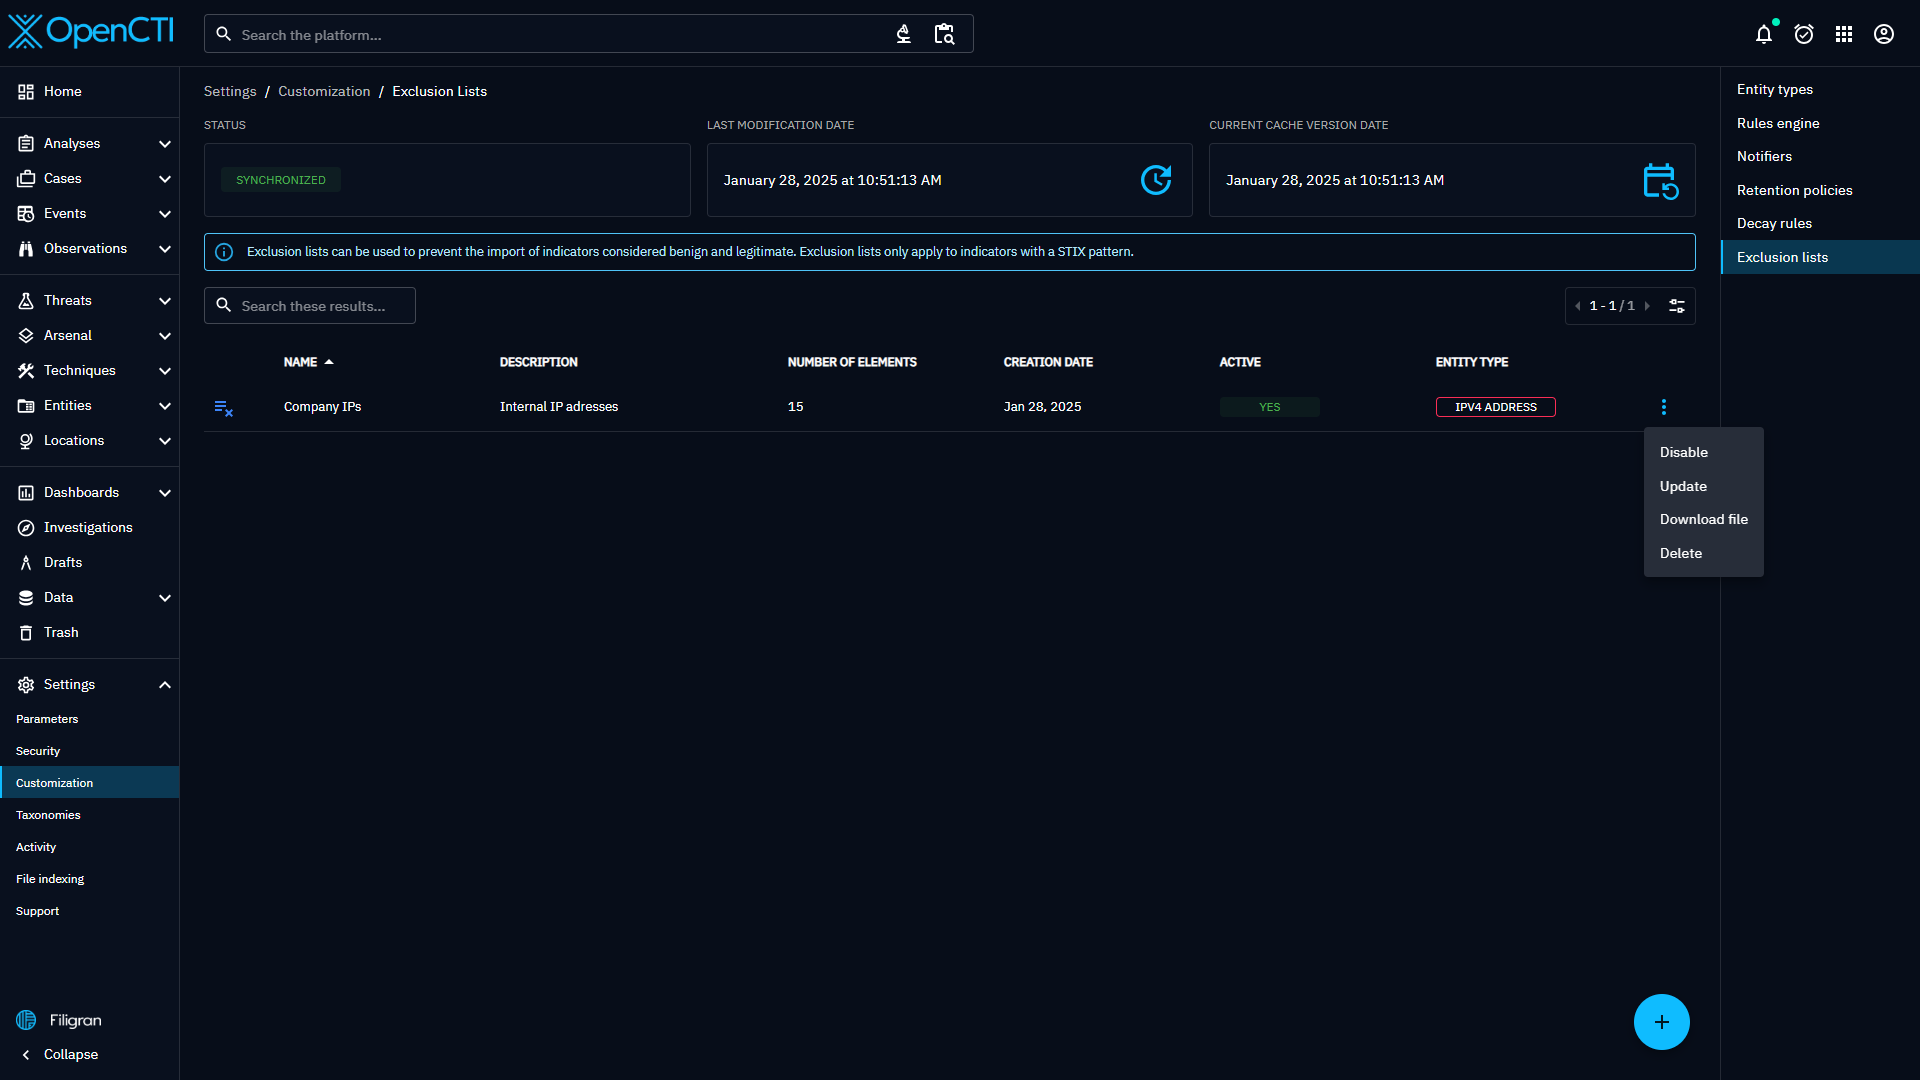 OpenCTI
Search the platform...
Home
Analyses
Cases
Events
Observations
Threats
Arsenal
Techniques
Entities
Locations
Dashboards
Investigations
Drafts
Data
Trash
Settings
Parameters
Security
Customization
Taxonomies
Activity
File indexing
Support
Filigran
Collapse
Settings / Customization / Exclusion Lists
STATUS LAST MODIFICATION DATE CURRENT CACHE VERSION DATE
SYNCHRONIZED January 28, 2025 at 10:51:13 AM January 28, 2025 at 10:51:13 AM
Exclusion lists can be used to prevent the import of indicators considered benign and legitimate. Exclusion lists only apply to indicators with a STIX pattern.
Search these results... 1 - 1 / 1
NAME DESCRIPTION NUMBER OF ELEMENTS CREATION DATE ACTIVE ENTITY TYPE
Company IPs Internal IP adresses 15 Jan 28, 2025 YES IPV4 ADDRESS
Disable
Update
Download file
Delete
Entity types
Rules engine
Notifiers
Retention policies
Decay rules
Exclusion lists